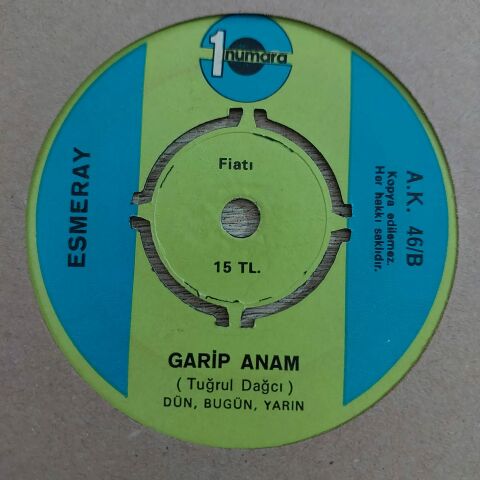 1 numara
ESMERAY
Fiatı
15 TL.
A.K. 46/B
Kopya edilemez.
Her hakkı saklıdır.
GARİP ANAM
( Tuğrul Dağcı )
DÜN, BUGÜN, YARIN